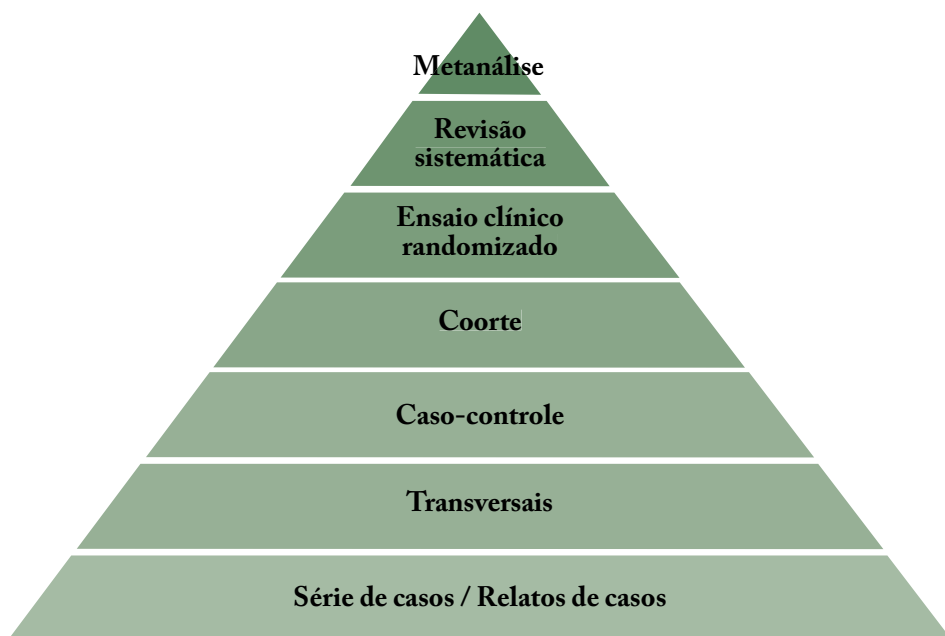 Metanálise
Revisão
sistemática
Ensaio clínico
randomizado
Coorte
Caso-controle
Transversais
Série de casos / Relatos de casos